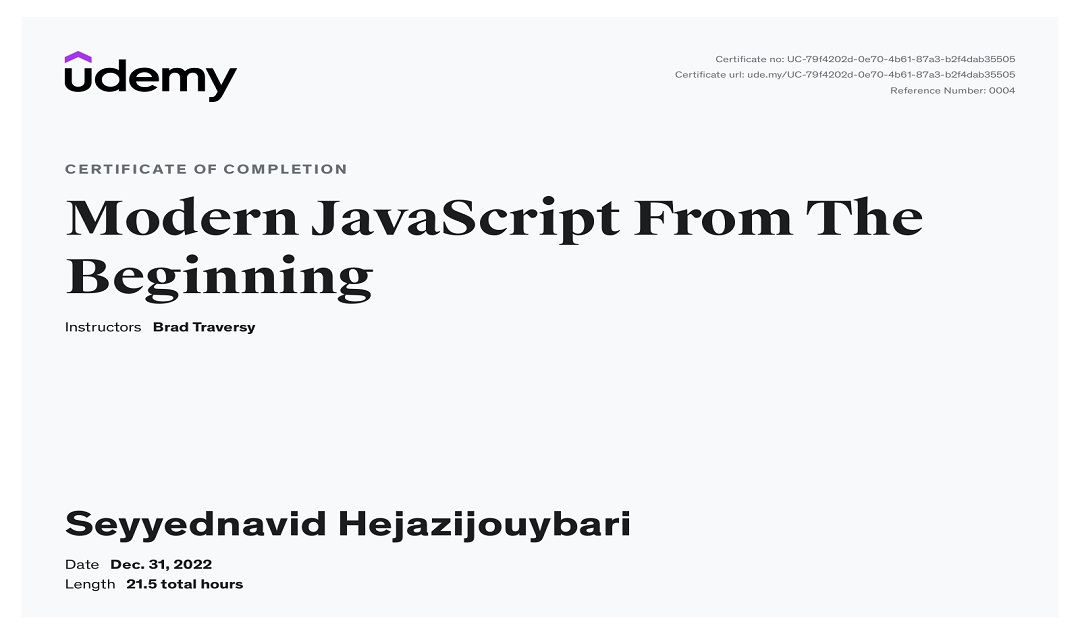 ûdemy
Certificate no: UC-79f4202d-0e70-4b61-87a3-b2f4dab35505
Certificate url: ude.my/UC-79f4202d-0e70-4b61-87a3-b2f4dab35505
Reference Number: 0004
CERTIFICATE OF COMPLETION
Modern JavaScript From The
Beginning
Instructors Brad Traversy
Seyyednavid Hejazijouybari
Date Dec. 31, 2022
Length 21.5 total hours